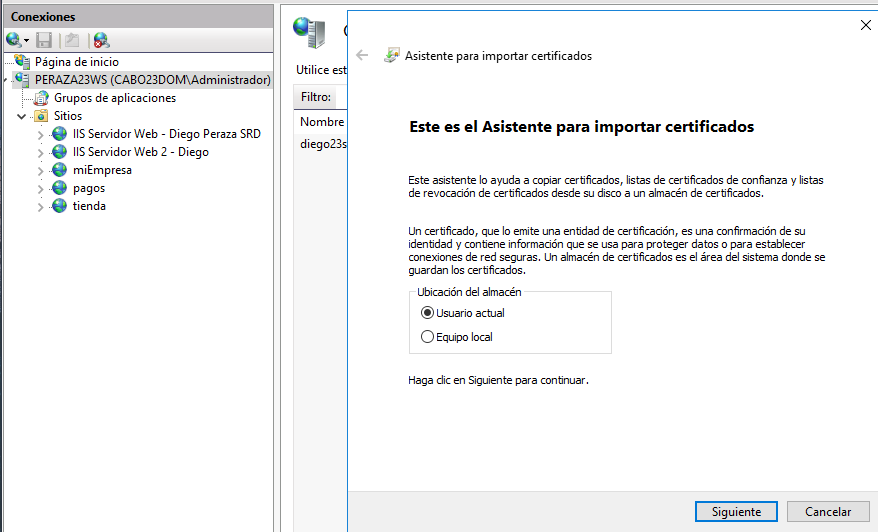 Conexiones
Página de inicio
PERAZA23WS (CABO23DOM\Administrador)
Grupos de aplicaciones
Sitios
IIS Servidor Web - Diego Peraza SRD
IIS Servidor Web 2 - Diego
miEmpresa
pagos
tienda
Utilice est
Filtro:
Nombre
diego23s
Asistente para importar certificados
Este es el Asistente para importar certificados
Este asistente lo ayuda a copiar certificados, listas de certificados de confianza y listas
de revocación de certificados desde su disco a un almacén de certificados.
Un certificado, que lo emite una entidad de certificación, es una confirmación de su
identidad y contiene información que se usa para proteger datos o para establecer
conexiones de red seguras. Un almacén de certificados es el área del sistema donde se
guardan los certificados.
Ubicación del almacén
Usuario actual
Equipo local
Haga clic en Siguiente para continuar.
Siguiente
Cancelar